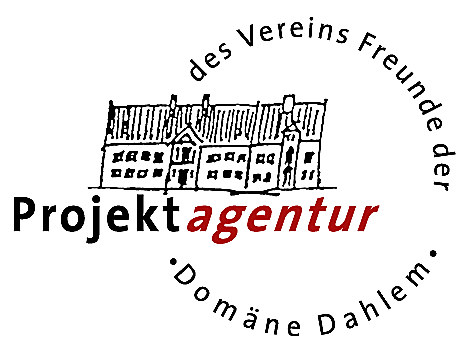 Projektagentur
des Vereins Freunde der
•Domäne Dahlem•